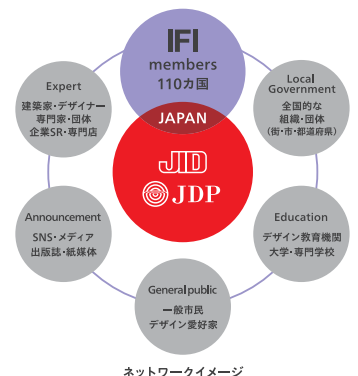 IFI
members
110カ国
JAPAN
JID
JDP
Expert
建築家・デザイナー
専門家・団体
企業SR・専門店
Local
Government
全国的な
組織・団体
(街・市・都道府県)
Announcement
SNS・メディア
出版誌・紙媒体
Education
デザイン教育機関
大学・専門学校
General public
一般市民
デザイン愛好家
ネットワークイメージ